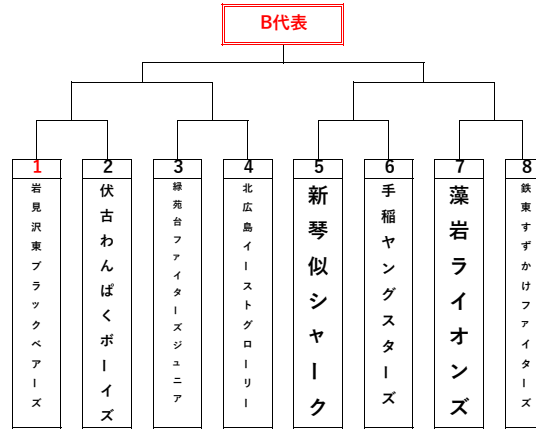 B代表
1
2
3
4
5
6
7
8
岩見沢東ブラックベアーズ
伏古わんぱくボーイズ
緑苑台ファイターズジュニア
北広島イーストグローリー
新琴似シャーク
手稲ヤングスターズ
藻岩ライオンズ
鉄東すずかけファイターズ